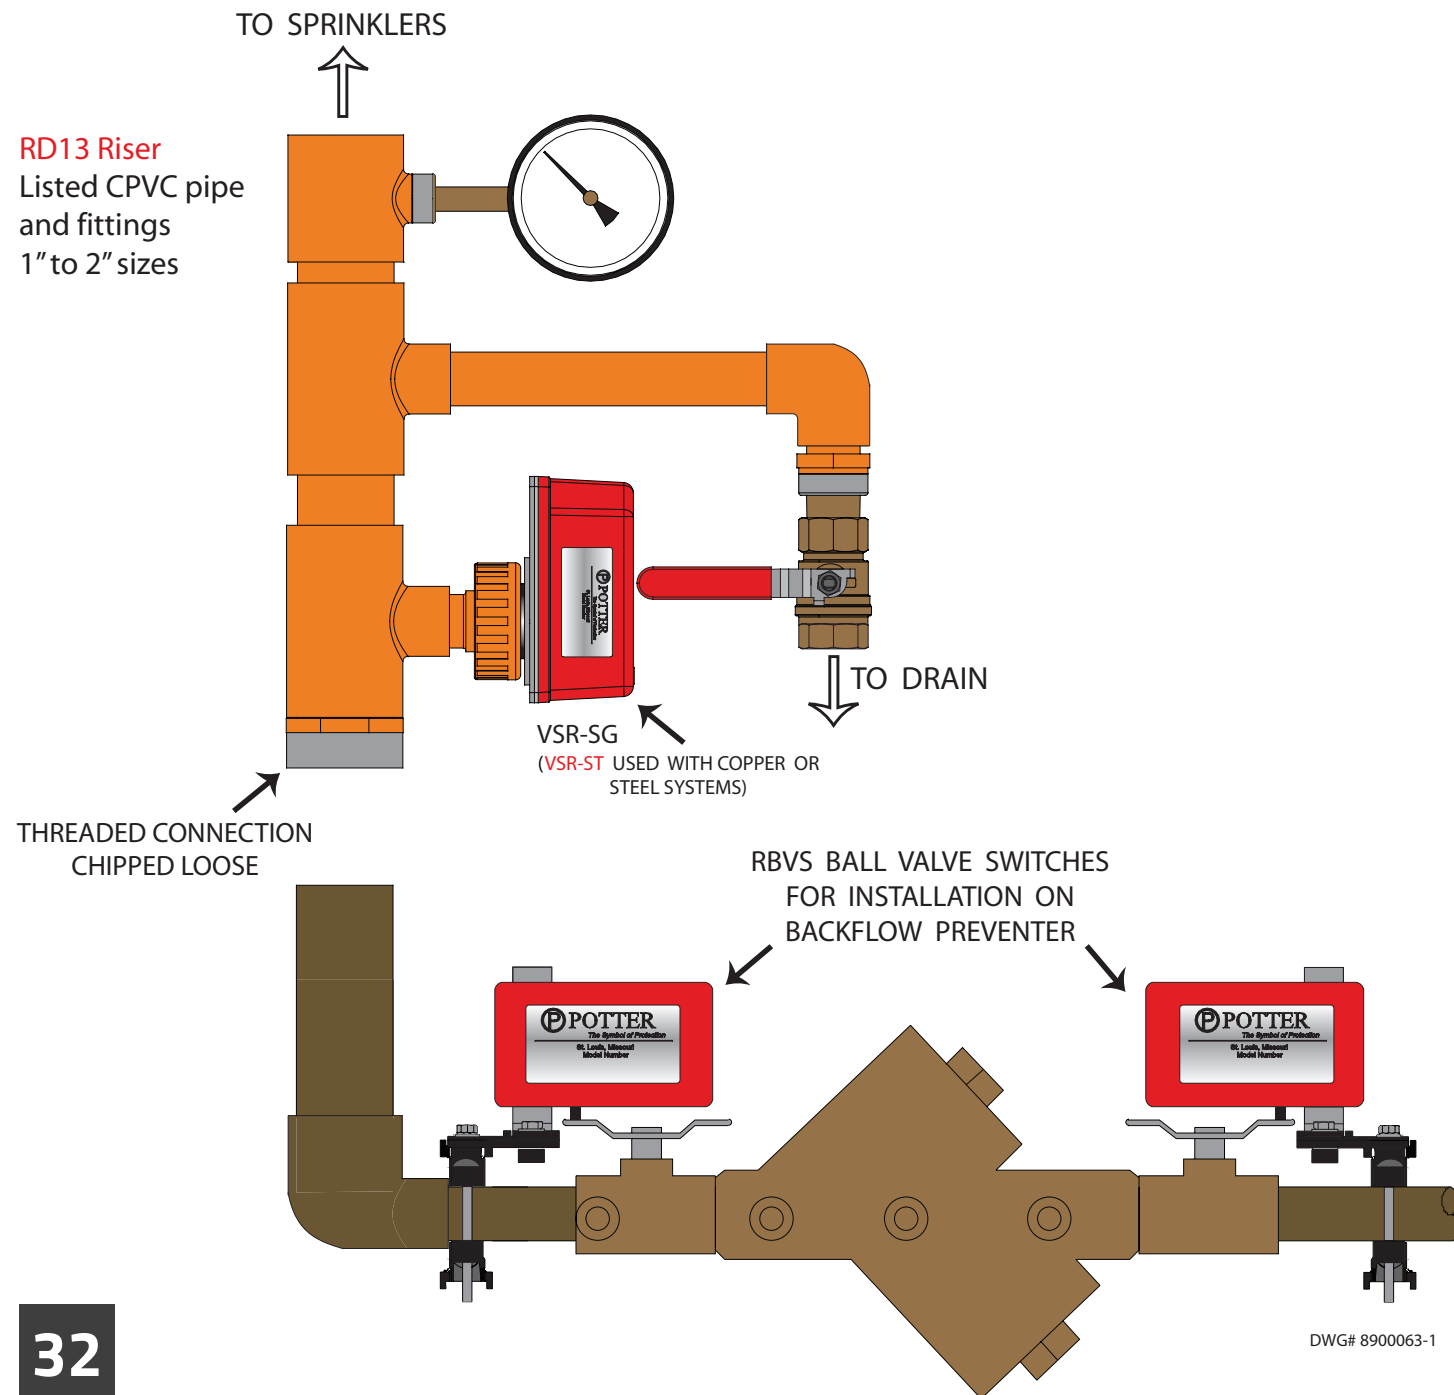 TO SPRINKLERS
RD13 Riser
Listed CPVC pipe
and fittings
1” to 2” sizes
POTTER
TO DRAIN
VSR-SG
(VSR-ST USED WITH COPPER OR
STEEL SYSTEMS)
THREADED CONNECTION
CHIPPED LOOSE
RBVS BALL VALVE SWITCHES
FOR INSTALLATION ON
BACKFLOW PREVENTER
P POTTER
The Symbol of Protection
St. Louis, Missouri
Model Number
P POTTER
The Symbol of Protection
St. Louis, Missouri
Model Number
32
DWG# 8900063-1